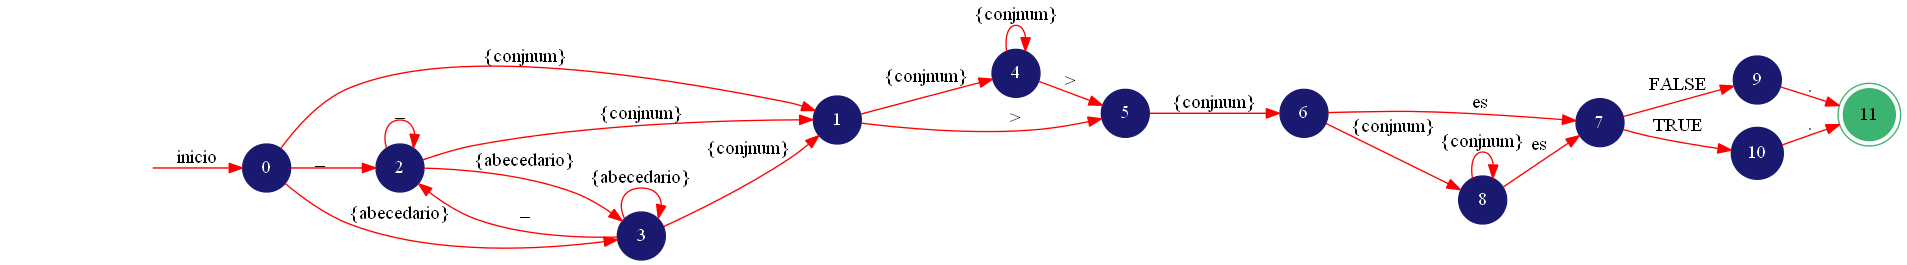 {conjnum}
{conjnum}
4
FALSE
9
.
{conjnum}
>
_
{conjnum}
1
>
5
{conjnum}
6
es
7
11
{abecedario}
{conjnum}
{conjnum}
{conjnum}
es
TRUE
10
.
inicio
0
_
2
{abecedario}
{abecedario}
_
3
8